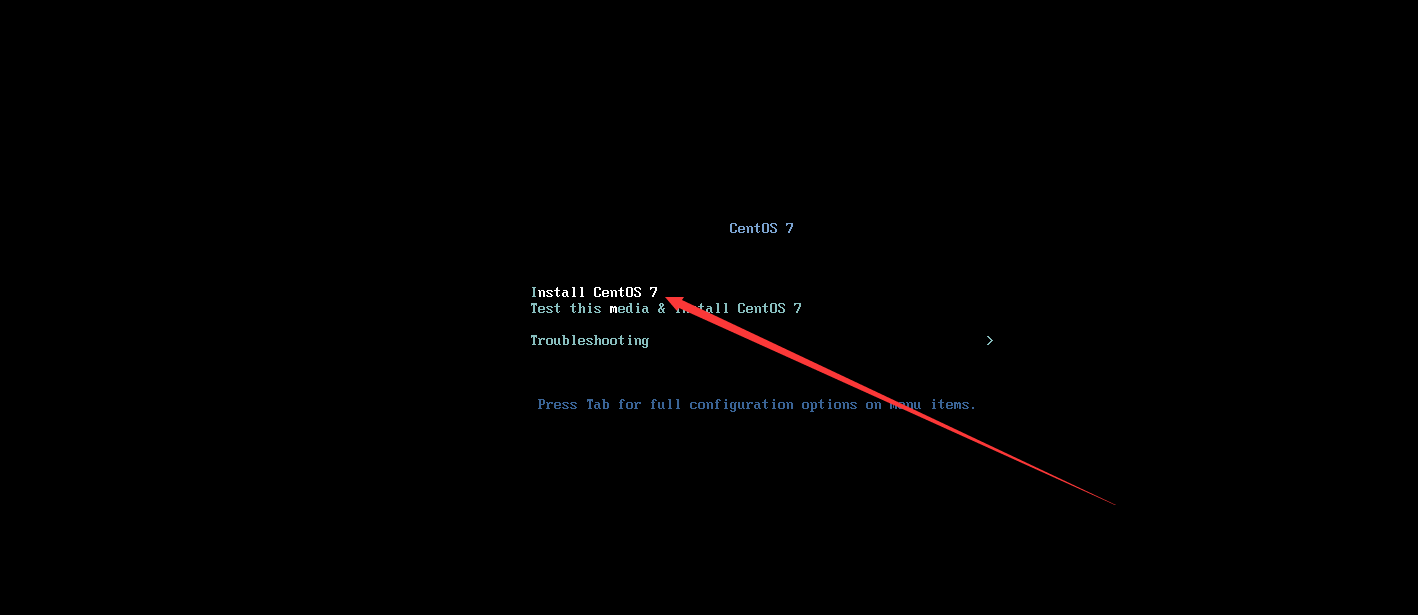 CentOS 7
Install CentOS 7
Test this media & install CentOS 7
Troubleshooting >
Press Tab for full configuration options on menu items.